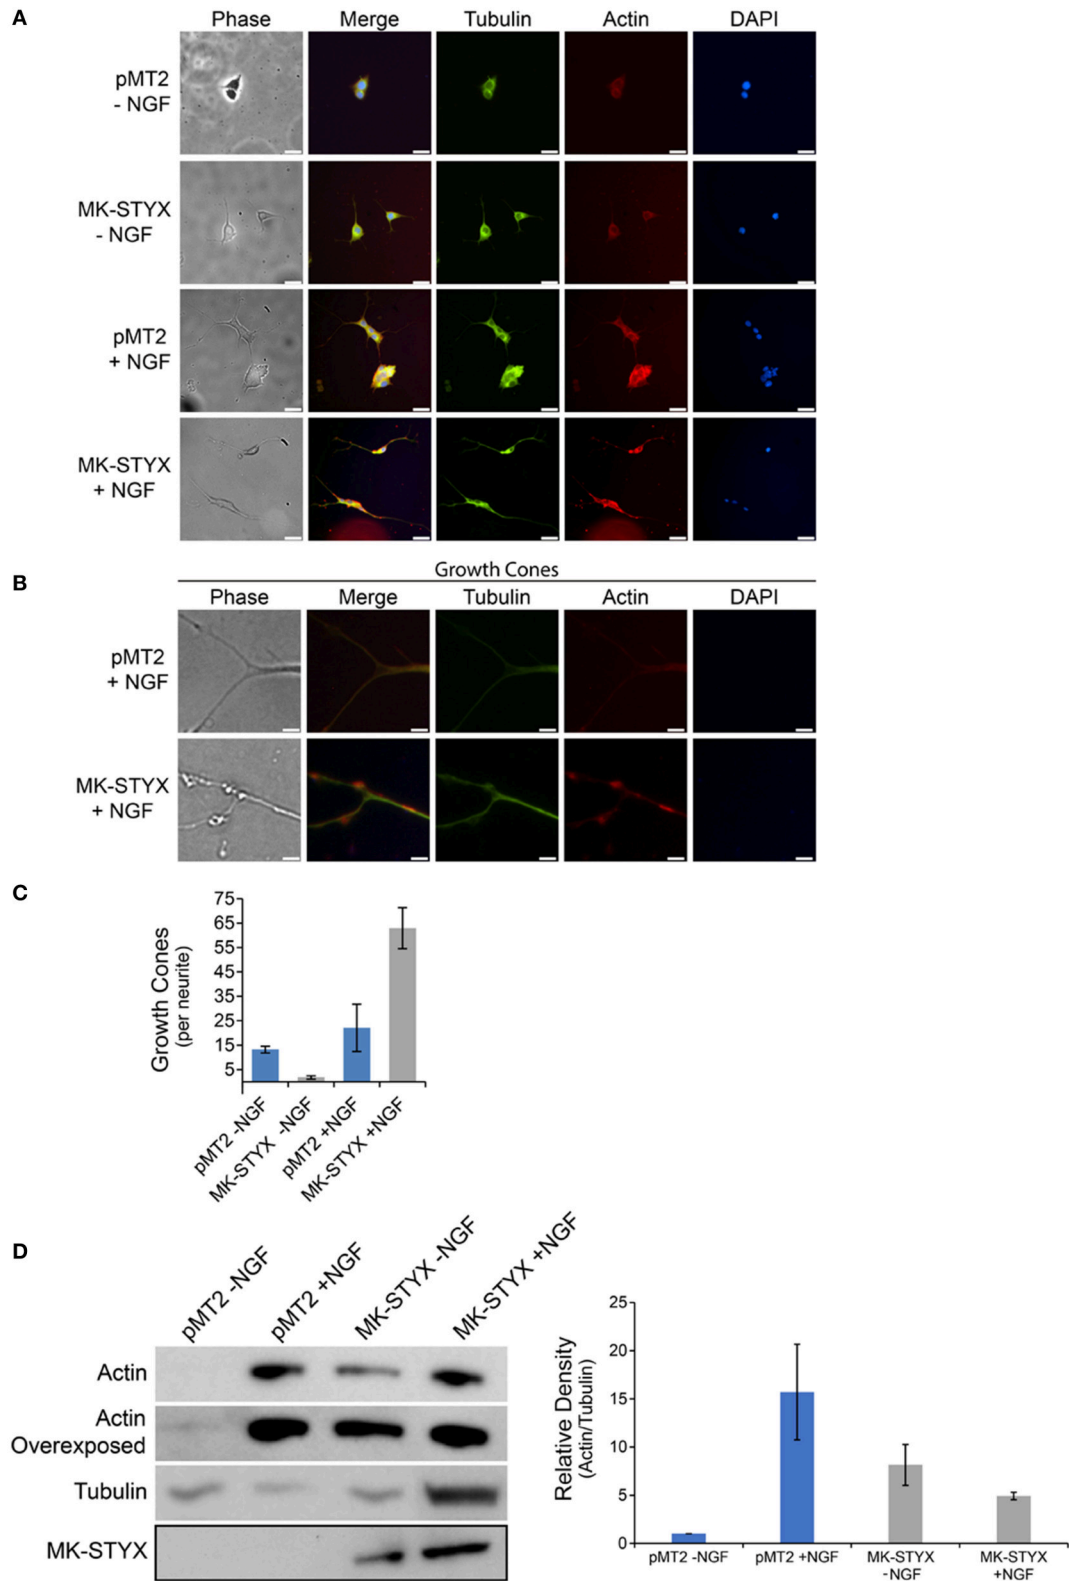 A
Phase Merge Tubulin Actin DAPI
pMT2
- NGF
MK-STYX
- NGF
pMT2
+ NGF
MK-STYX
+ NGF
B
Growth Cones
Phase Merge Tubulin Actin DAPI
pMT2
+ NGF
MK-STYX
+ NGF
C
Growth Cones
(per neurite)
75
65
55
45
35
25
15
5
pMT2 -NGF
MK-STYX -NGF
pMT2 +NGF
MK-STYX +NGF
D
pMT2 -NGF
pMT2 +NGF
MK-STYX -NGF
MK-STYX +NGF
Actin
Actin
Overexposed
Tubulin
MK-STYX
Relative Density
(Actin/Tubulin)
25
20
15
10
5
0
pMT2 -NGF pMT2 +NGF MK-STYX MK-STYX
-NGF +NGF